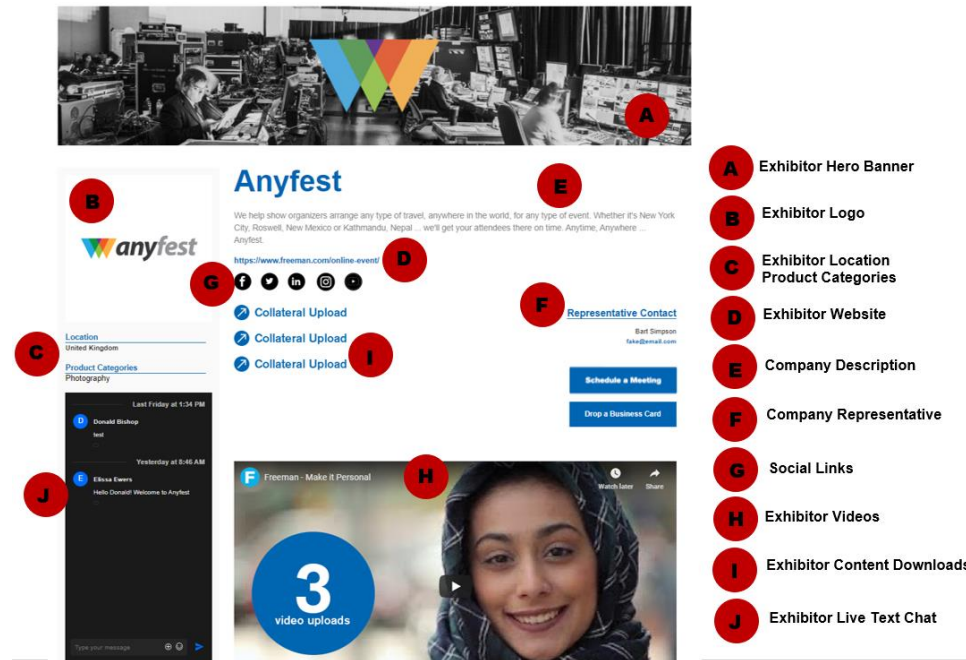 A
B
anyfest
Anyfest
E
We help show organizers arrange any type of travel, anywhere in the world, for any type of event. Whether it's New York
City, Roswell, New Mexico or Kathmandu, Nepal ... we'll get your attendees there on time. Anytime, Anywhere ...
Anyfest.
https://www.freeman.com/online-event/
D
G
f
in
Collateral Upload
Collateral Upload
Collateral Upload
I
F
Representative Contact
Bart Simpson
fake@email.com
Schedule a Meeting
Drop a Business Card
C
Location
United Kingdom
Product Categories
Photography
Last Friday at 1:34 PM
D
Donald Bishop
test
Yesterday at 8:46 AM
J
E
Elissa Ewers
Hello Donald! Welcome to Anyfest
Type your message
F
Freeman - Make It Personal
H
Watch later
Share
3
video uploads
A Exhibitor Hero Banner
B Exhibitor Logo
C Exhibitor Location
Product Categories
D Exhibitor Website
E Company Description
F Company Representative
G Social Links
H Exhibitor Videos
I Exhibitor Content Downloads
J Exhibitor Live Text Chat